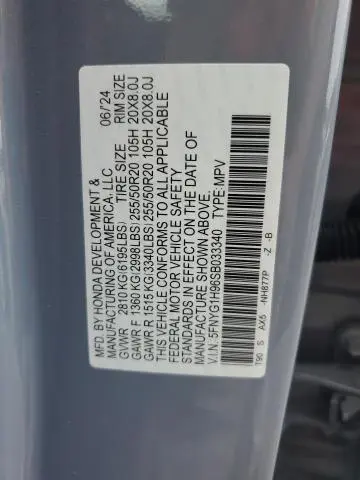 MFD. BY HONDA DEVELOPMENT & 06/'24
MANUFACTURING OF AMERICA, LLC
GVWR 2810 KG(6195LBS) TIRE SIZE RIM SIZE
GAWR F 1360 KG(2998LBS) 255/50R20 105H 20X8.0J
GAWR R 1515 KG(3340LBS) 255/50R20 105H 20X8.0J
THIS VEHICLE CONFORMS TO ALL APPLICABLE
FEDERAL MOTOR VEHICLE SAFETY
STANDARDS IN EFFECT ON THE DATE OF
MANUFACTURE SHOWN ABOVE.
V.I.N.:5FNYG1H96SB033340 TYPE:MPV
T90 S AX5 -NH877P -Z -B